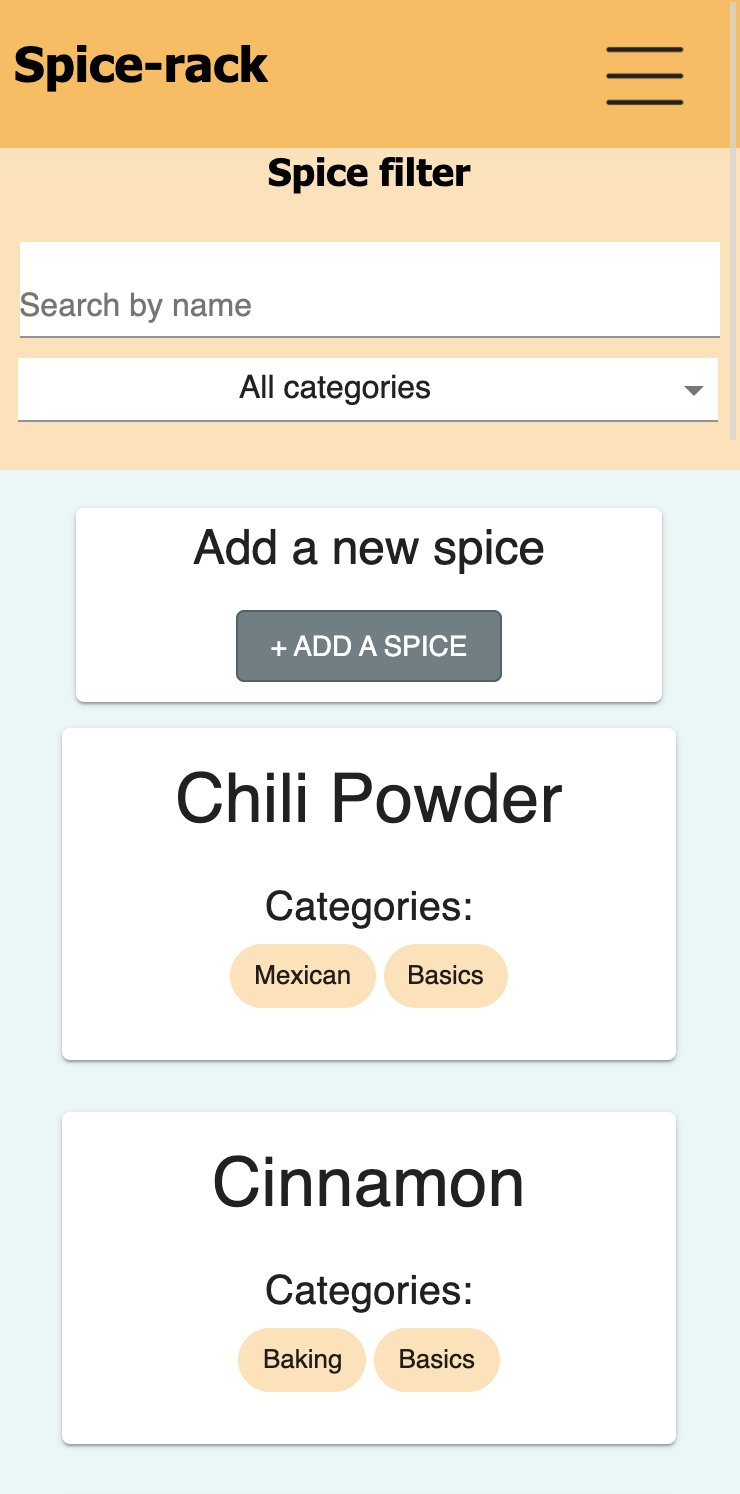 Spice-rack
Spice filter
Search by name
All categories
Add a new spice
+ ADD A SPICE
Chili Powder
Categories:
Mexican Basics
Cinnamon
Categories:
Baking Basics